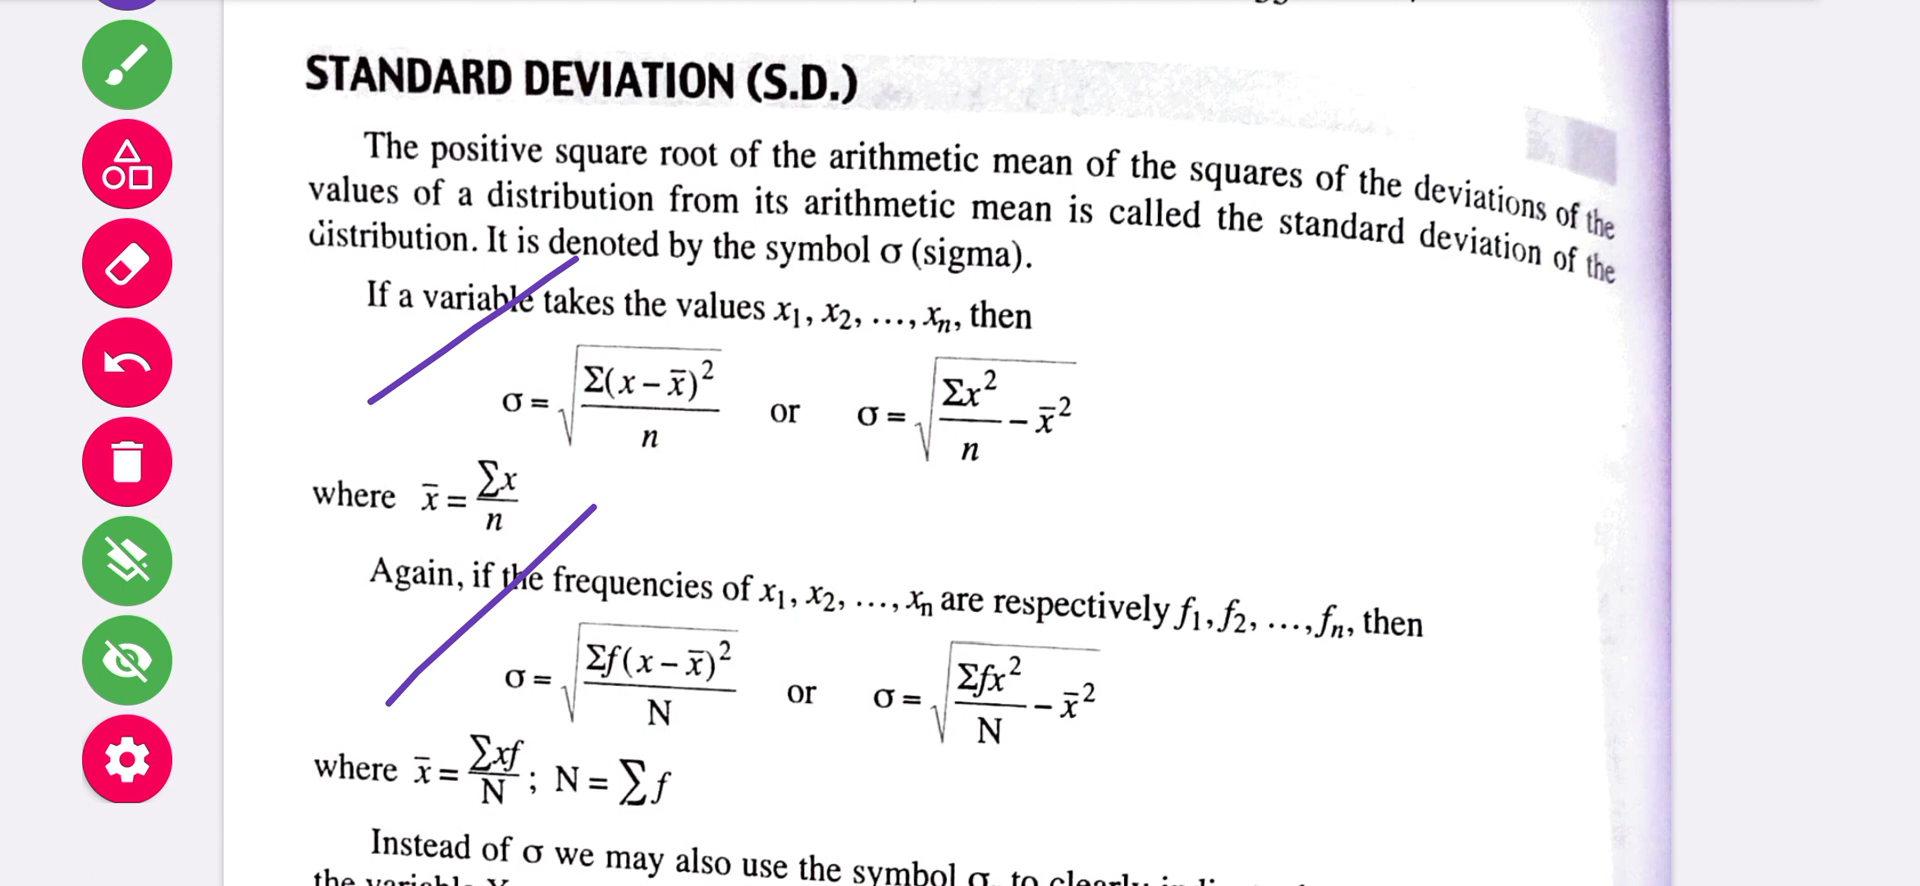 STANDARD DEVIATION (S.D.)
The positive square root of the arithmetic mean of the squares of the deviations of the
values of a distribution from its arithmetic mean is called the standard deviation of the
distribution. It is denoted by the symbol σ (sigma).
If a variable takes the values x₁, x₂, ..., xₙ, then
σ = √(Σ(x – x̄)² / n) or σ = √(Σx² / n – x̄²)
where x̄ = Σx / n
Again, if the frequencies of x₁, x₂, ..., xₙ are respectively f₁, f₂, ..., fₙ, then
σ = √(Σf(x – x̄)² / N) or σ = √(Σfx² / N – x̄²)
where x̄ = Σxf / N ; N = Σf
Instead of σ we may also use the symbol σ to clearly
the variable